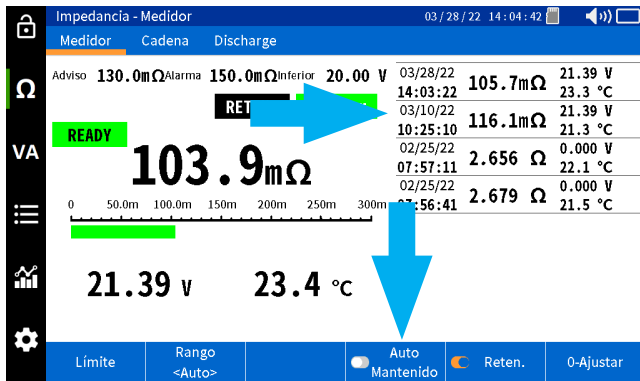 Impedancia - Medidor 03/28/22 14:04:42
Medidor Cadena Discharge
Adviso 130.0mΩ Alarma 150.0mΩ Inferior 20.00 V
READY
103.9mΩ
0 50.0m 100.0m 150m 200m 250m 300m
21.39 V 23.4 °C
03/28/22 14:03:22 105.7mΩ 21.39 V 23.3 °C
03/10/22 10:25:10 116.1mΩ 21.39 V 21.3 °C
02/25/22 07:57:11 2.656 Ω 0.000 V 22.1 °C
02/25/22 2.679 Ω 0.000 V 21.5 °C
Ω
VA
Límite
Rango
<Auto>
Auto
Mantenido
Reten.
0-Ajustar